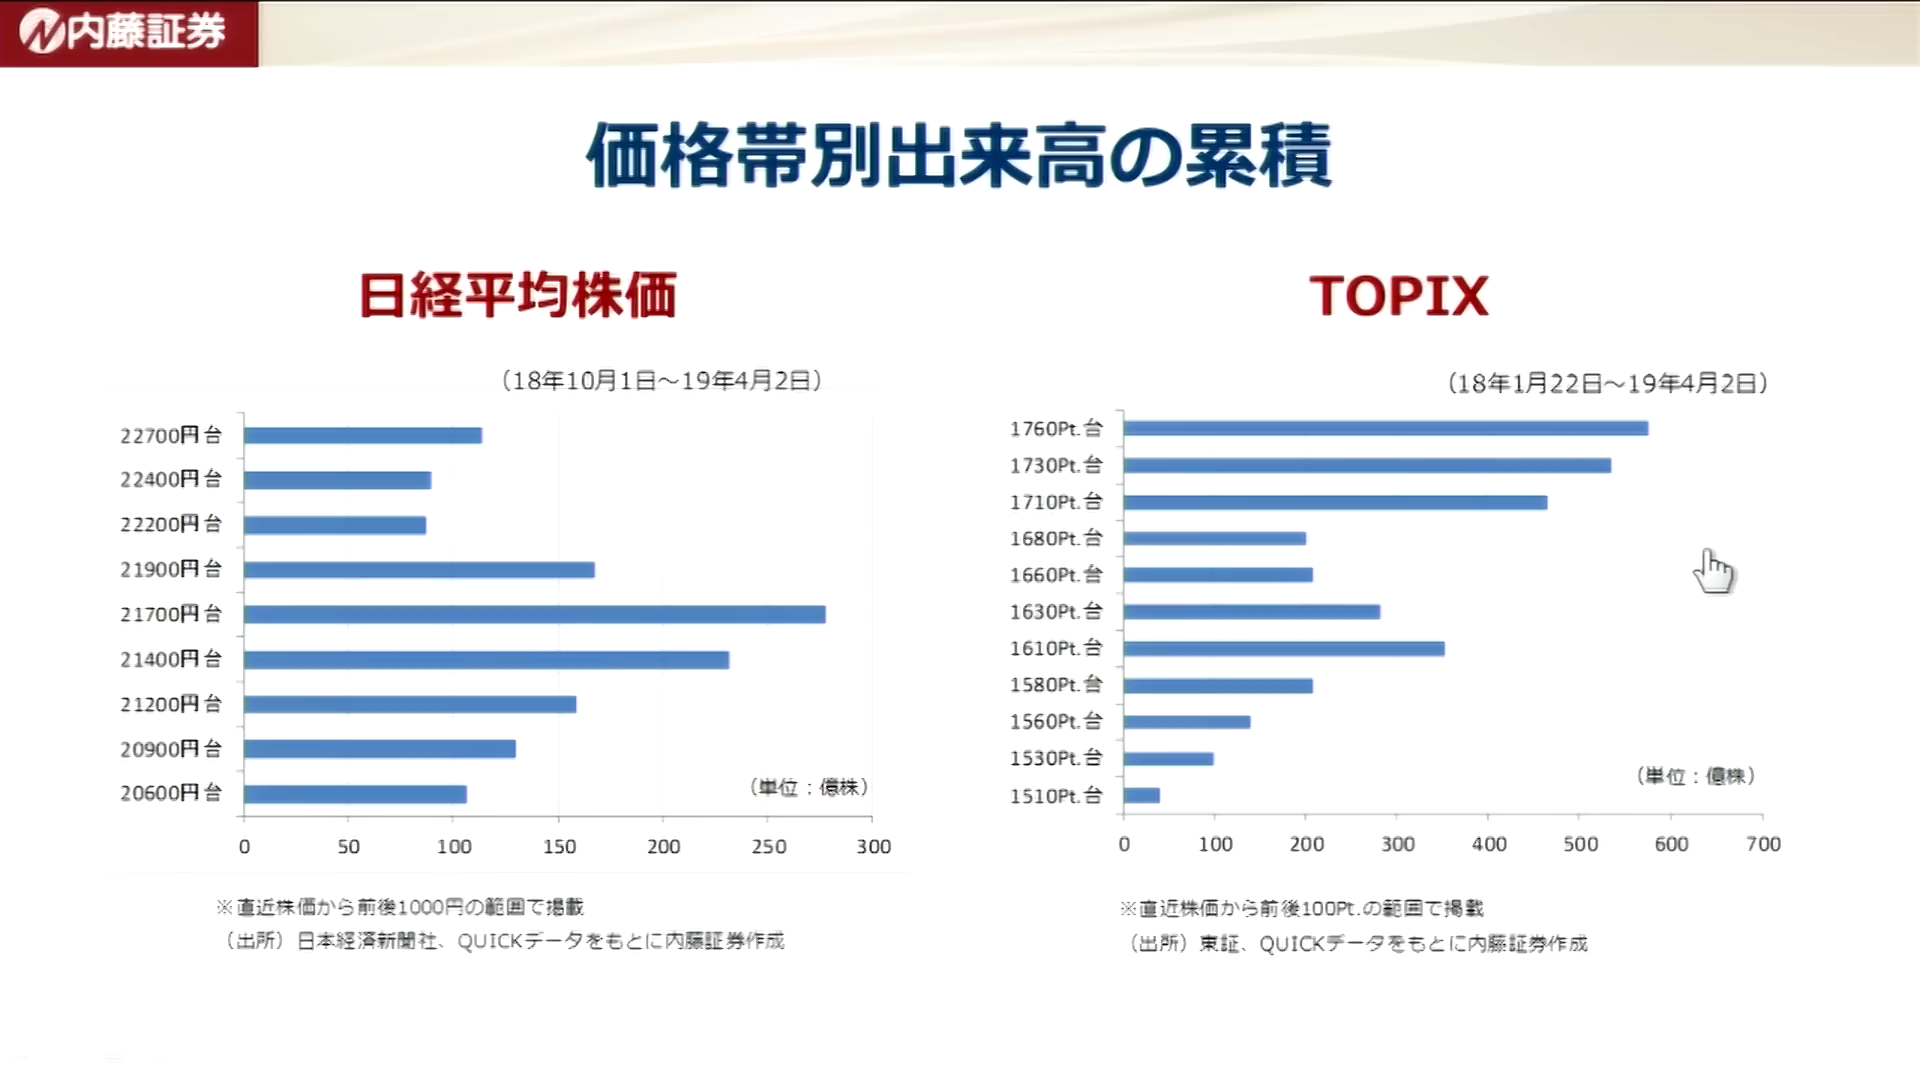 内藤証券
価格帯別出来高の累積
日経平均株価
(18年10月1日～19年4月2日)
22700円台
22400円台
22200円台
21900円台
21700円台
21400円台
21200円台
20900円台
20600円台
(単位：億株)
0 50 100 150 200 250 300
※直近株価から前後1000円の範囲で掲載
（出所）日本経済新聞社、QUICKデータをもとに内藤証券作成
TOPIX
(18年1月22日～19年4月2日)
1760Pt.台
1730Pt.台
1710Pt.台
1680Pt.台
1660Pt.台
1630Pt.台
1610Pt.台
1580Pt.台
1560Pt.台
1530Pt.台
1510Pt.台
(単位：億株)
0 100 200 300 400 500 600 700
※直近株価から前後100Pt.の範囲で掲載
（出所）東証、QUICKデータをもとに内藤証券作成